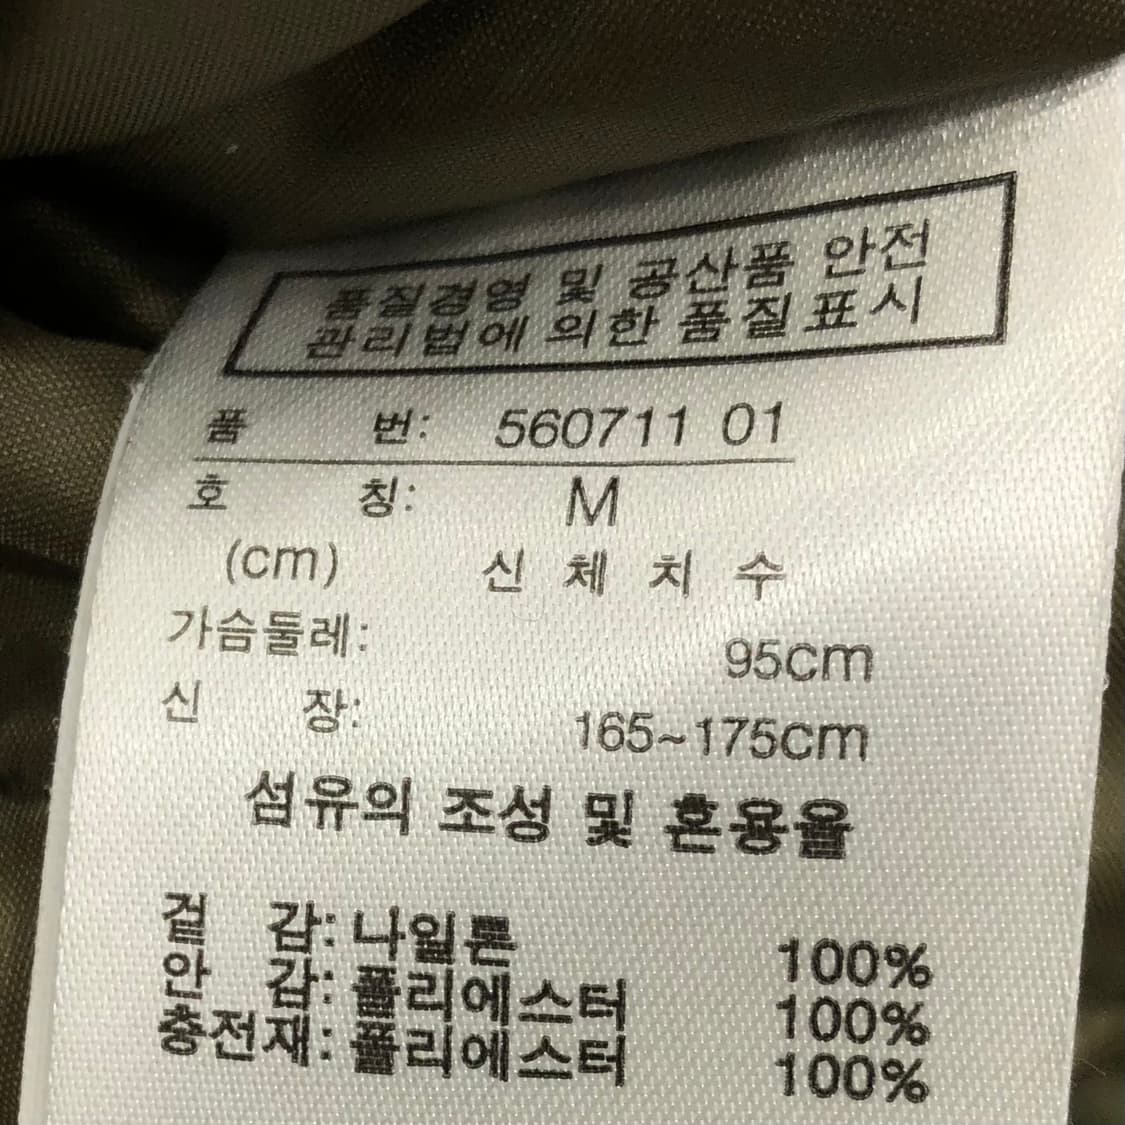 품질경영 및 공산품 안전
관리법에 의한 품질표시
품 번: 560711 01
호 칭: M
(cm) 신 체 치 수
가슴둘레: 95cm
신 장: 165~175cm
섬유의 조성 및 혼용율
겉 감: 나일론 100%
안 감: 폴리에스터 100%
충전재: 폴리에스터 100%